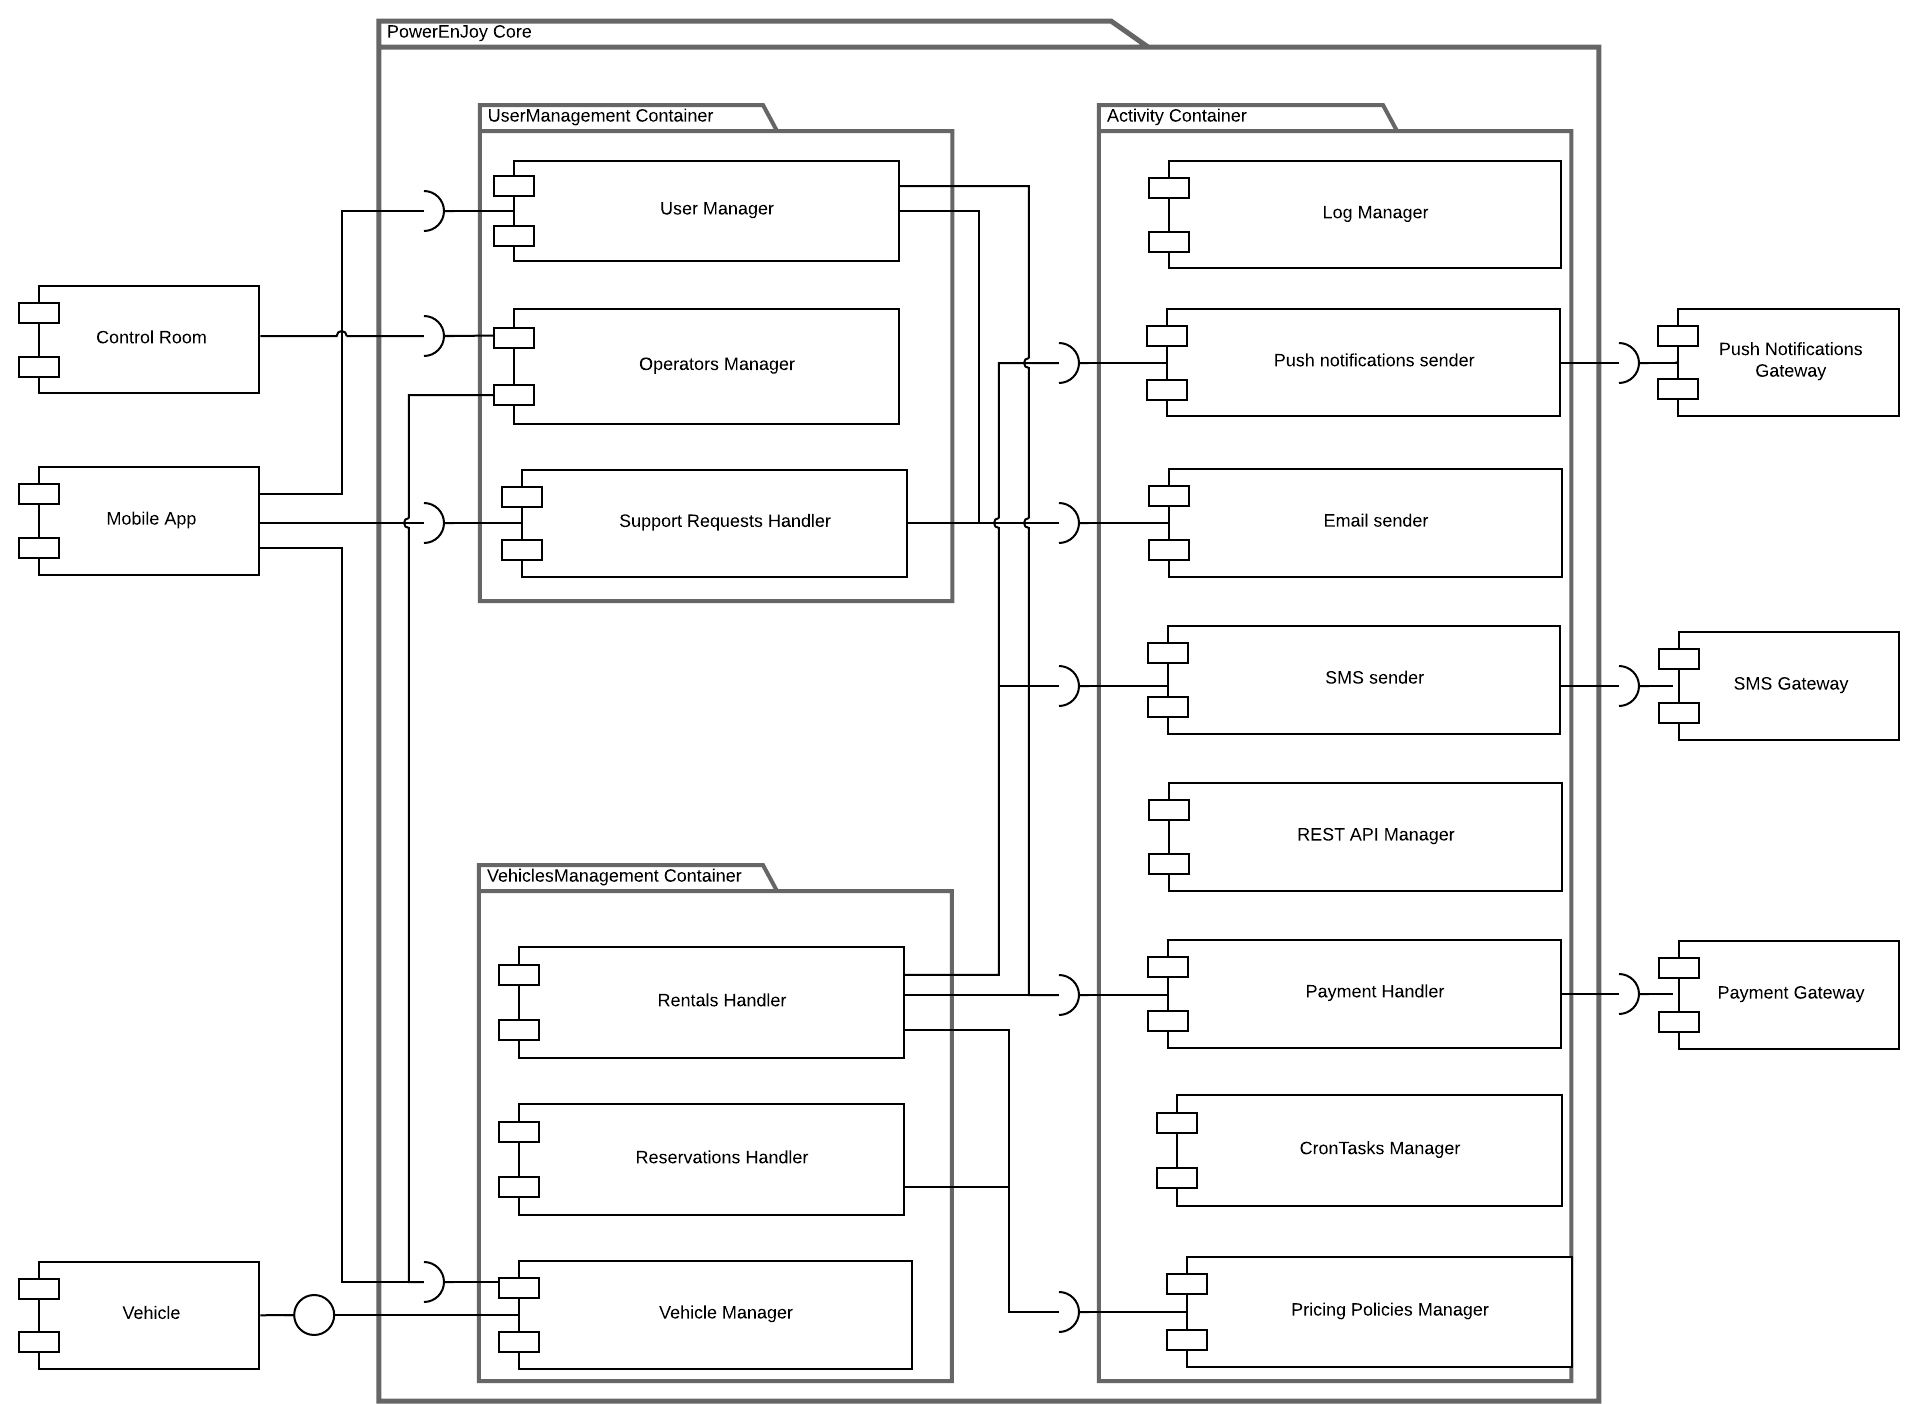 PowerEnJoy Core
UserManagement Container
Activity Container
User Manager
Log Manager
Control Room
Operators Manager
Push notifications sender
Push Notifications
Gateway
Mobile App
Support Requests Handler
Email sender
SMS sender
SMS Gateway
REST API Manager
VehiclesManagement Container
Rentals Handler
Payment Handler
Payment Gateway
Reservations Handler
CronTasks Manager
Vehicle
Vehicle Manager
Pricing Policies Manager